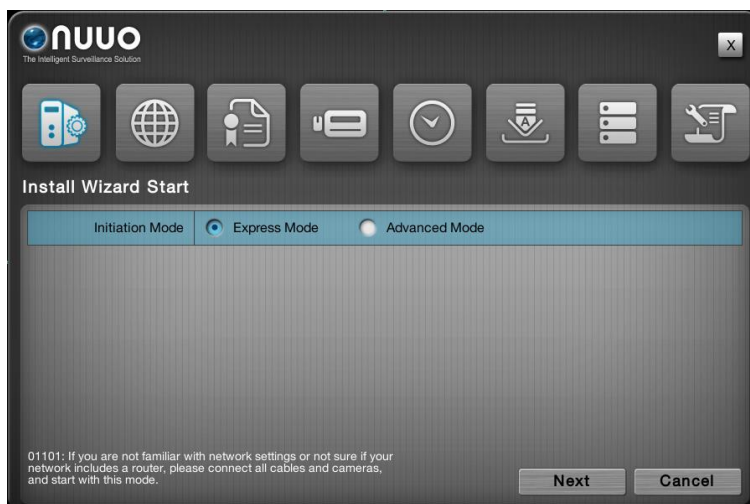 nuuo
The Intelligent Surveillance Solution
X
A
Install Wizard Start
Initiation Mode Express Mode Advanced Mode
01101: If you are not familiar with network settings or not sure if your
network includes a router, please connect all cables and cameras,
and start with this mode.
Next Cancel